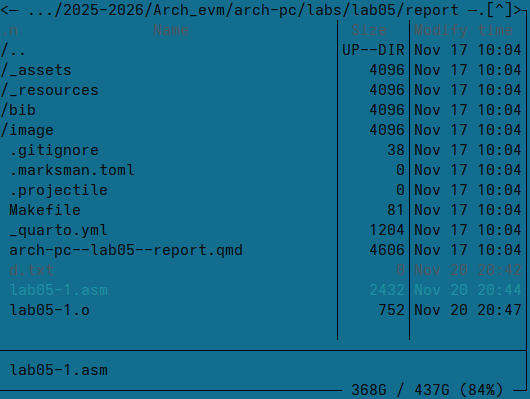 <— .../2025-2026/Arch_evm/arch-pc/labs/lab05/report —.[^]>
.n Name Size Modify time
/.. UP--DIR Nov 17 10:04
/_assets 4096 Nov 17 10:04
/_resources 4096 Nov 17 10:04
/bib 4096 Nov 17 10:04
/image 4096 Nov 17 10:04
.gitignore 38 Nov 17 10:04
.marksman.toml 0 Nov 17 10:04
.projectile 0 Nov 17 10:04
Makefile 81 Nov 17 10:04
_quarto.yml 1204 Nov 17 10:04
arch-pc--lab05--report.qmd 4606 Nov 17 10:04
d.txt 0 Nov 20 20:42
lab05-1.asm 2432 Nov 20 20:44
lab05-1.o 752 Nov 20 20:47
lab05-1.asm
368G / 437G (84%)